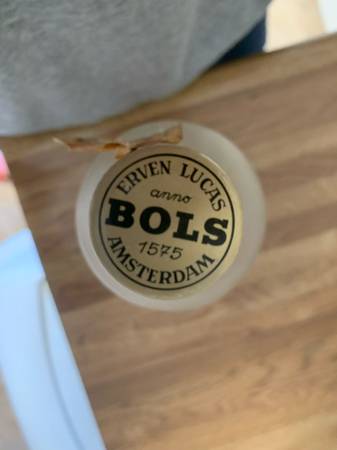 ERVEN LUCAS
anno
BOLS
1575
AMSTERDAM